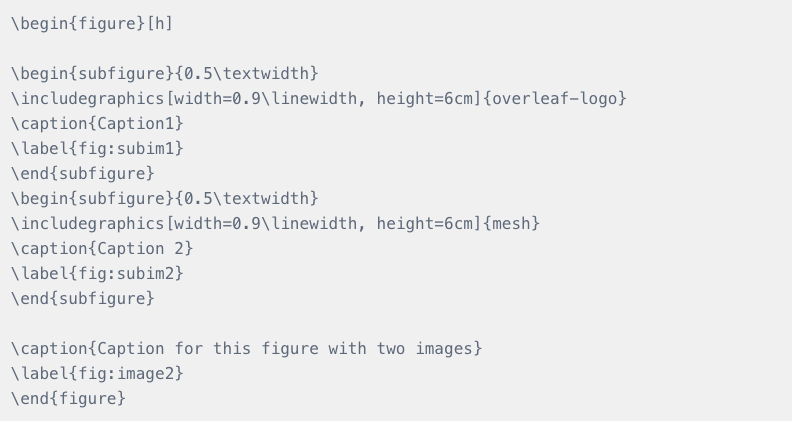 \begin{figure}[h]

\begin{subfigure}{0.5\textwidth}
\includegraphics[width=0.9\linewidth, height=6cm]{overleaf-logo}
\caption{Caption1}
\label{fig:subim1}
\end{subfigure}
\begin{subfigure}{0.5\textwidth}
\includegraphics[width=0.9\linewidth, height=6cm]{mesh}
\caption{Caption 2}
\label{fig:subim2}
\end{subfigure}

\caption{Caption for this figure with two images}
\label{fig:image2}
\end{figure}